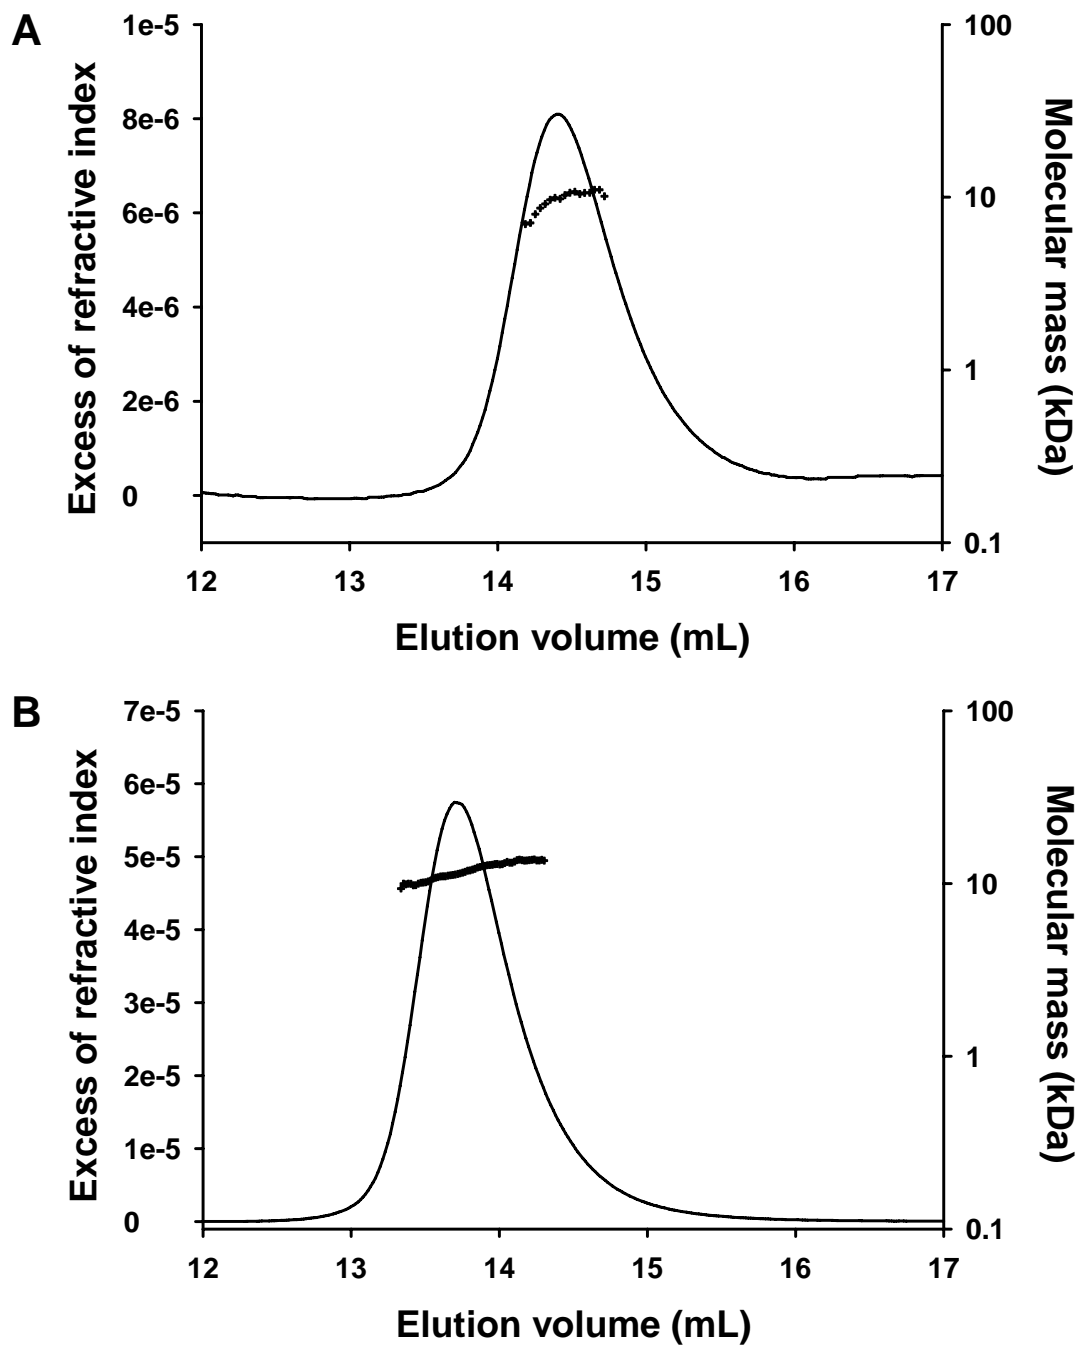 A
Excess of refractive index
1e-5
8e-6
6e-6
4e-6
2e-6
0
100
10
1
0.1
Molecular mass (kDa)
12 13 14 15 16 17
Elution volume (mL)
B
Excess of refractive index
7e-5
6e-5
5e-5
4e-5
3e-5
2e-5
1e-5
0
100
10
1
0.1
Molecular mass (kDa)
12 13 14 15 16 17
Elution volume (mL)